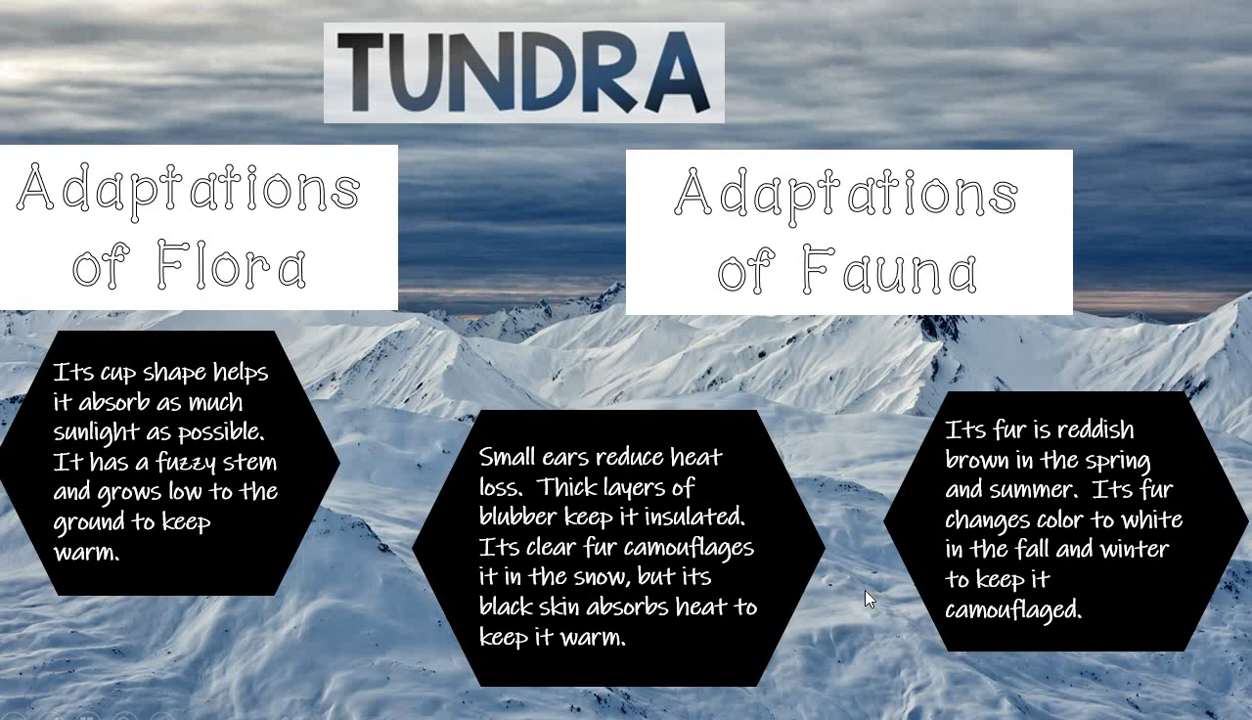 TUNDRA
Adaptations
of Flora
Its cup shape helps
it absorb as much
sunlight as possible.
It has a fuzzy stem
and grows low to the
ground to keep
warm.
Adaptations
of Fauna
Small ears reduce heat
loss. Thick layers of
blubber keep it insulated.
Its clear fur camouflages
it in the snow, but its
black skin absorbs heat to
keep it warm.
Its fur is reddish
brown in the spring
and summer. Its fur
changes color to white
in the fall and winter
to keep it
camouflaged.